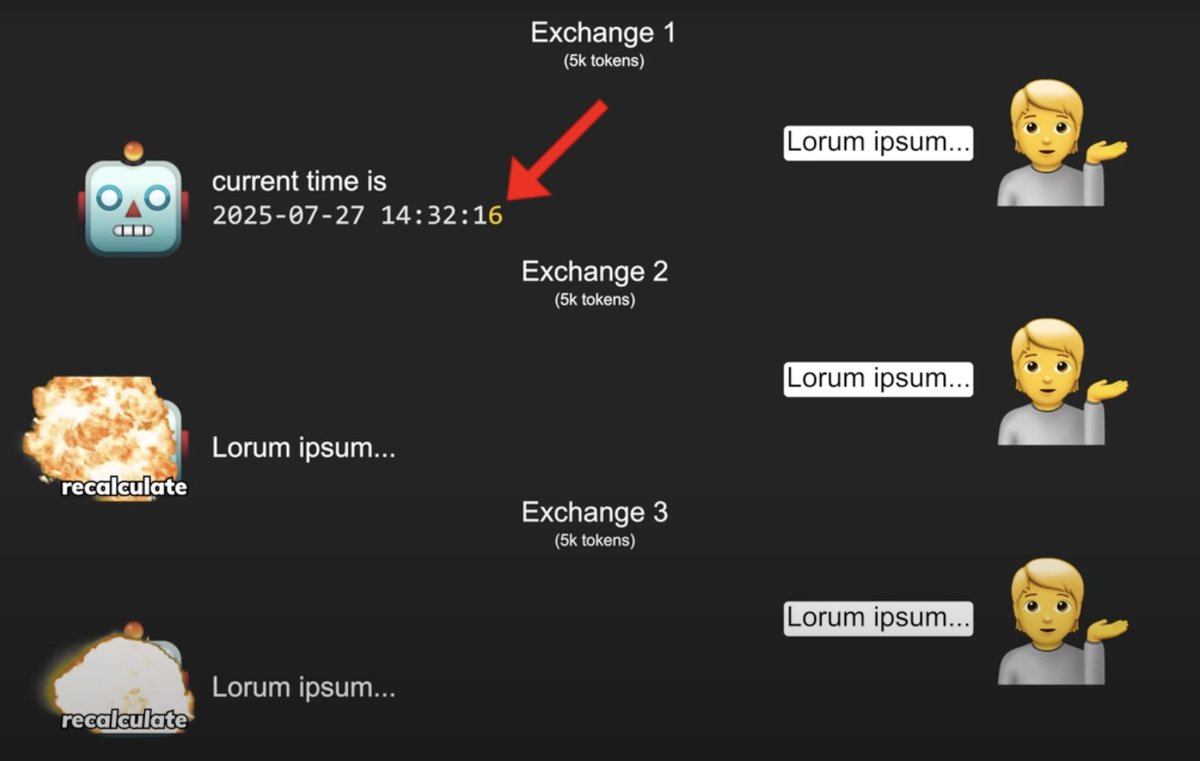 Exchange 1
(5k tokens)
Lorum ipsum...
current time is
2025-07-27 14:32:16
Exchange 2
(5k tokens)
Lorum ipsum...
Lorum ipsum...
recalculate
Exchange 3
(5k tokens)
Lorum ipsum...
Lorum ipsum...
recalculate